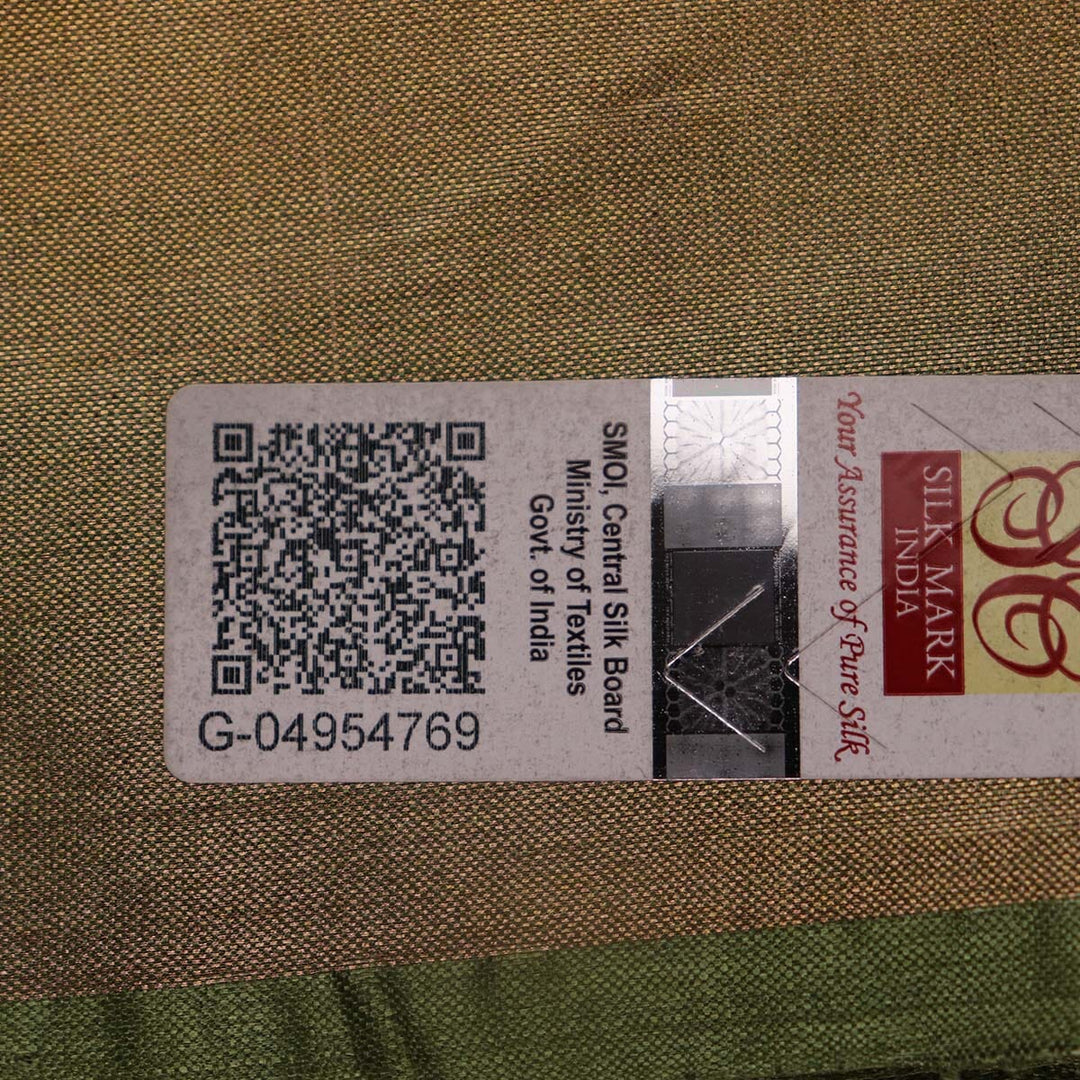 G-04954769
SMOI, Central Silk Board
Ministry of Textiles
Govt. of India
Your Assurance of Pure Silk
SILK MARK
INDIA